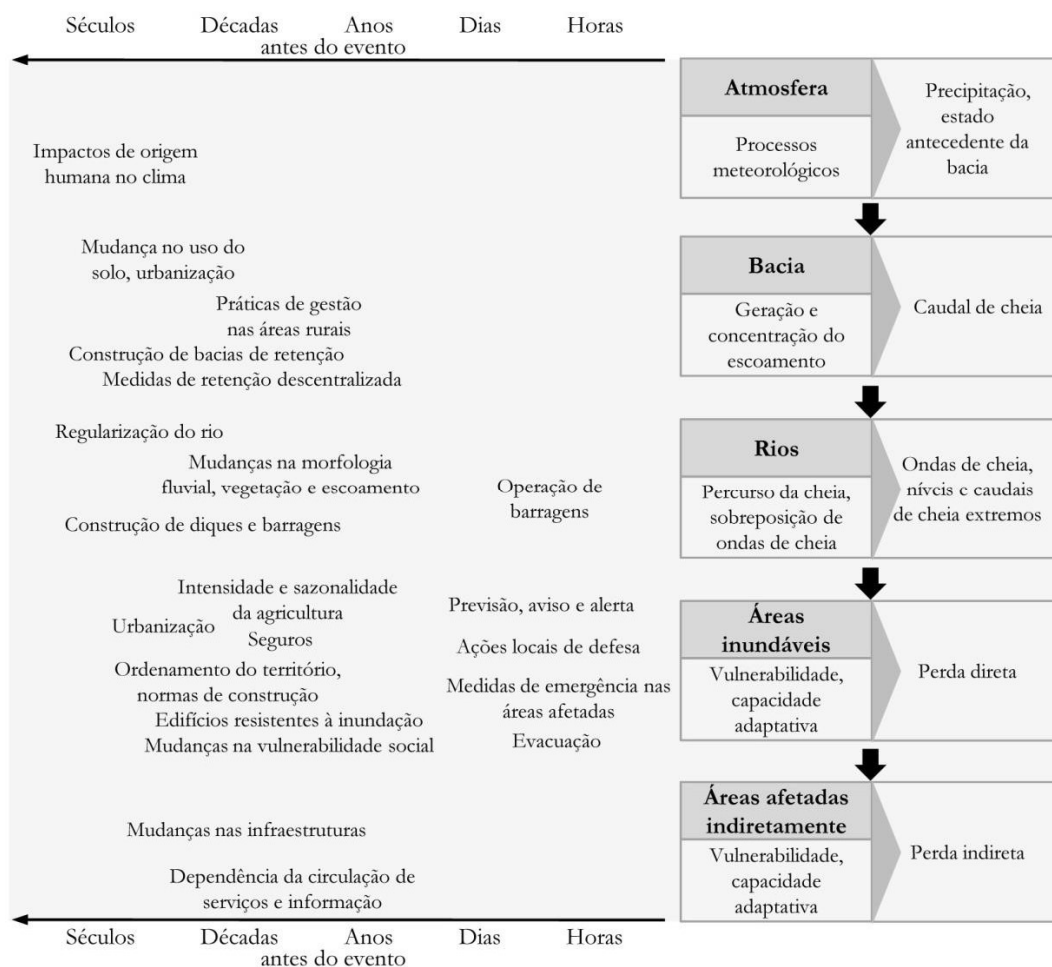 Séculos Décadas Anos Dias Horas
antes do evento
Atmosfera
Processos
meteorológicos
Precipitação,
estado
antecedente da
bacia
Impactos de origem
humana no clima
Mudança no uso do
solo, urbanização
Práticas de gestão
nas áreas rurais
Construção de bacias de retenção
Medidas de retenção descentralizada
Bacia
Geração e
concentração do
escoamento
Caudal de cheia
Regularização do rio
Mudanças na morfologia
fluvial, vegetação e escoamento
Construção de diques e barragens
Operação de
barragens
Rios
Percurso da cheia,
sobreposição de
ondas de cheia
Ondas de cheia,
níveis e caudais
de cheia extremos
Intensidade e sazonalidade
da agricultura
Urbanização
Seguros
Ordenamento do território,
normas de construção
Edifícios resistentes à inundação
Mudanças na vulnerabilidade social
Previsão, aviso e alerta
Ações locais de defesa
Medidas de emergência nas
áreas afetadas
Evacuação
Áreas
inundáveis
Vulnerabilidade,
capacidade
adaptativa
Perda direta
Mudanças nas infraestruturas
Dependência da circulação de
serviços e informação
Áreas afetadas
indiretamente
Vulnerabilidade,
capacidade
adaptativa
Perda indireta
Séculos Décadas Anos Dias Horas
antes do evento